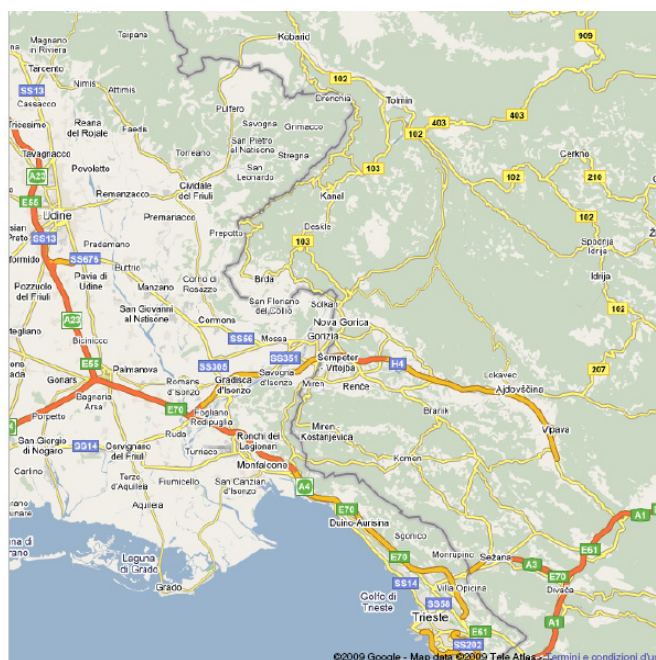 Magnano
in Riviera
Taipana
Kobarid
909
Tarcento
Nimis
Attimis
102
SS13
Cassacco
Drenchia
Tolmin
403
Pulfero
Tricesimo
Reana
del Rojale
Faedis
Savogna
Grimacco
403
102
San Pietro
al Natisone
Tavagnacco
Povoletto
Torreano
Stregna
San
Leonardo
103
Cerkno
A23
102
210
Remanzacco
Cividale
del Friuli
Kanal
E55
Udine
Premariacco
Deskle
102
SS13
Pradamano
Prepotto
103
Spodnja
Idrija
SS676
Buttrio
Idrija
Pozzuolo
del Friuli
Pavia di
Udine
Manzano
Corno di
Rosazzo
Brda
102
San Floriano
del Collio
Solkan
A23
San Giovanni
al Natisone
Cormons
Nova Gorica
Bicinicco
SS56
Mossa
Gorizia
E55
SS351
Šempeter
Vrtojba
H4
Palmanova
SS305
Lokavec
207
Gonars
Romans
d'Isonzo
Gradisca
d'Isonzo
Savogna
d'Isonzo
Miren
Renče
Ajdovščina
Bagnaria
Arsa
E70
Fogliano
Redipuglia
Branik
Porpetto
Ruda
Miren
Kostanjevica
Vipava
San Giorgio
di Nogaro
SS14
Cervignano
del Friuli
Ronchi dei
Legionari
Turriaco
Komen
Carlino
Monfalcone
Terzo
d'Aquileia
Fiumicello
San Canzian
d'Isonzo
A4
Aquileia
E70
A1
Duino-Aurisina
Sgonico
E61
Laguna
di Grado
E70
Monrupino
Sežana
A3
E70
Grado
SS14
Villa Opicina
Divača
Golfo di
Trieste
SS58
A1
Trieste
E61
SS202
©2009 Google - Map data ©2009 Tele Atlas - Termini e condizioni d'u